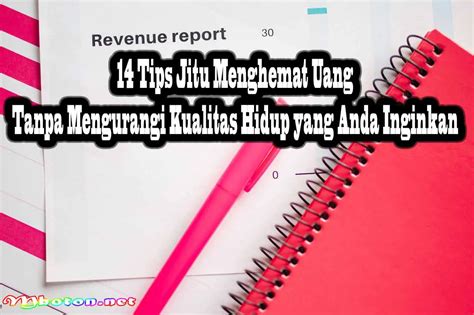 Revenue report 30
14 Tips Jitu Menghemat Uang
Tanpa Mengurangi Kualitas Hidup yang Anda Inginkan
0